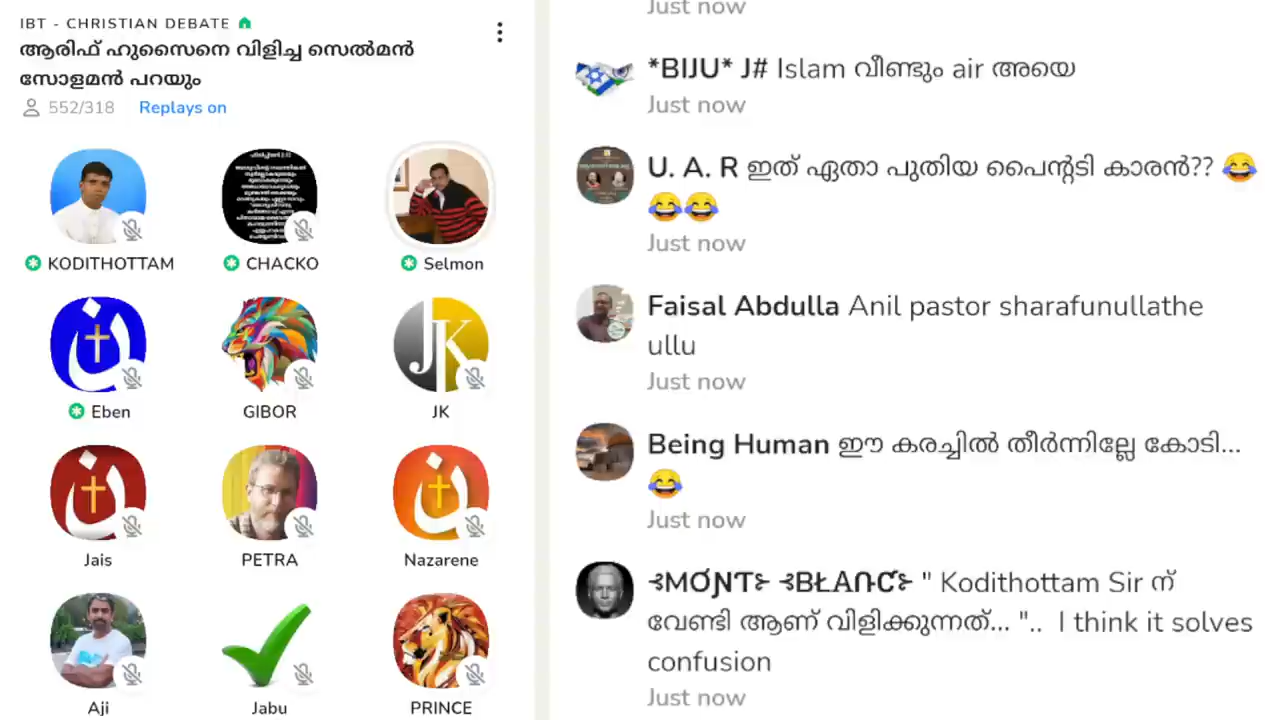 IBT - CHRISTIAN DEBATE
ആരിഫ് ഹുസൈനെ വിളിച്ച സെൽമൻ
സോളമൻ പറയും
552/318 Replays on
KODITHOTTAM CHACKO Selmon
Eben GIBOR JK
Jais PETRA Nazarene
Aji Jabu PRINCE
Just now
*BIJU* J# Islam വീണ്ടും air അയെ
Just now
U. A. R ഇത് ഏതാ പുതിയ പൈന്റടി കാരൻ?? 😂
😂😂
Just now
Faisal Abdulla Anil pastor sharafunullathe
ullu
Just now
Being Human ഈ കരച്ചിൽ തീർന്നില്ലേ കോടി...
😂
Just now
⊰MƠƝƬ⊱ ⊰BŁAႶƇ⊱ " Kodithottam Sir ന്
വേണ്ടി ആണ് വിളിക്കുന്നത്... ".. I think it solves
confusion
Just now